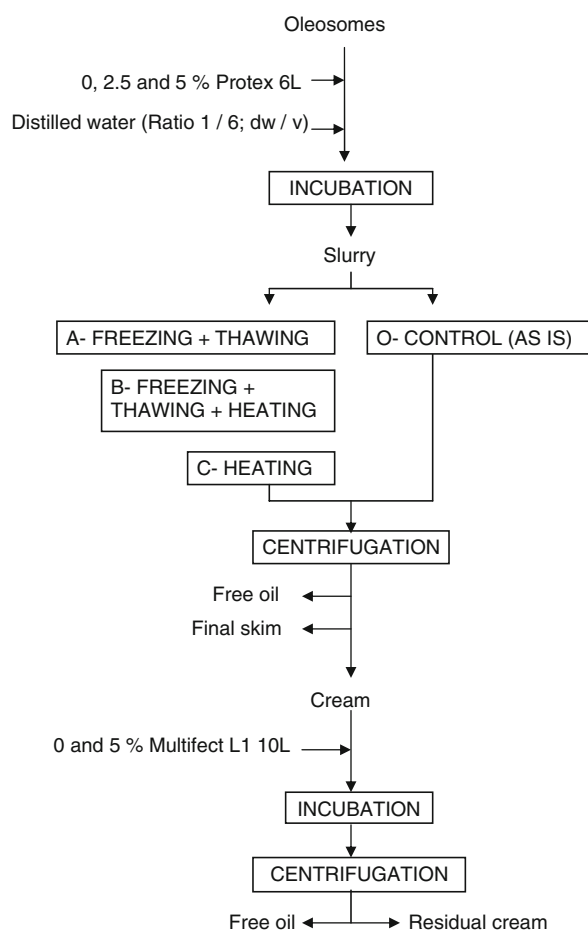 Oleosomes
0, 2.5 and 5 % Protex 6L
Distilled water (Ratio 1 / 6; dw / v)
INCUBATION
Slurry
A- FREEZING + THAWING
O- CONTROL (AS IS)
B- FREEZING +
THAWING + HEATING
C- HEATING
CENTRIFUGATION
Free oil
Final skim
Cream
0 and 5 % Multifect L1 10L
INCUBATION
CENTRIFUGATION
Free oil
Residual cream